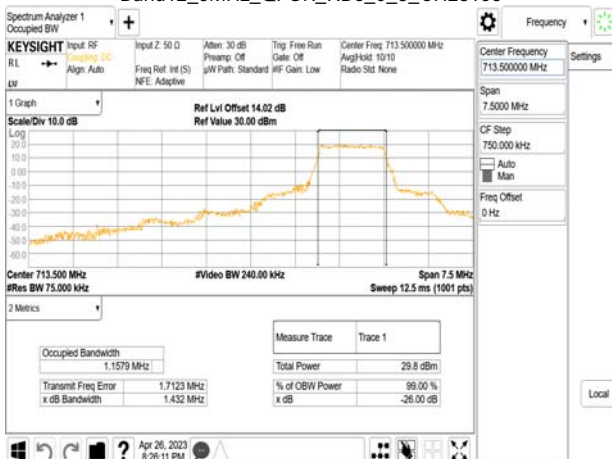 Spectrum Analyzer 1
Occupied BW
Frequency
KEYSIGHT
Input: RF
Coupling: DC
Align: Auto
Input Z: 50 Ω
Freq Ref: Int (S)
NFE: Adaptive
Atten: 30 dB
Preamp: Off
µW Path: Standard
Trig: Free Run
Gate: Off
#IF Gain: Low
Center Freq: 713.500000 MHz
Avg|Hold: 10/10
Radio Std: None
RL
Center Frequency
713.500000 MHz
Settings
Span
7.5000 MHz
CF Step
750.000 kHz
Auto
Man
Freq Offset
0 Hz
1 Graph
Scale/Div 10.0 dB
Ref Lvl Offset 14.02 dB
Ref Value 30.00 dBm
Log
20.0
10.0
0.00
-10.0
-20.0
-30.0
-40.0
-50.0
-60.0
Center 713.500 MHz
#Res BW 75.000 kHz
#Video BW 240.00 kHz
Span 7.5 MHz
Sweep 12.5 ms (1001 pts)
2 Metrics
Measure Trace Trace 1
Occupied Bandwidth
1.1579 MHz
Total Power 29.8 dBm
Transmit Freq Error 1.7123 MHz
% of OBW Power 99.00 %
x dB Bandwidth 1.432 MHz
x dB -26.00 dB
Local
Apr 26, 2023
8:26:11 PM